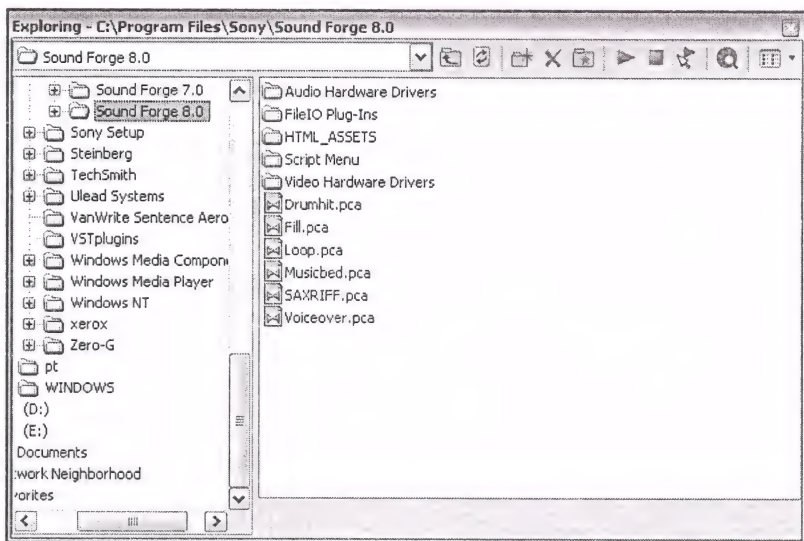 Exploring - C:\Program Files\Sony\Sound Forge 8.0
Sound Forge 8.0
Sound Forge 7.0
Sound Forge 8.0
Sony Setup
Steinberg
TechSmith
Ulead Systems
VanWrite Sentence Aero
VSTplugins
Windows Media Compon
Windows Media Player
Windows NT
xerox
Zero-G
pt
WINDOWS
(D:)
(E:)
Documents
work Neighborhood
orites
Audio Hardware Drivers
FileIO Plug-Ins
HTML_ASSETS
Script Menu
Video Hardware Drivers
Drumhit.pca
Fill.pca
Loop.pca
Musicbed.pca
SAXRIFF.pca
Voiceover.pca